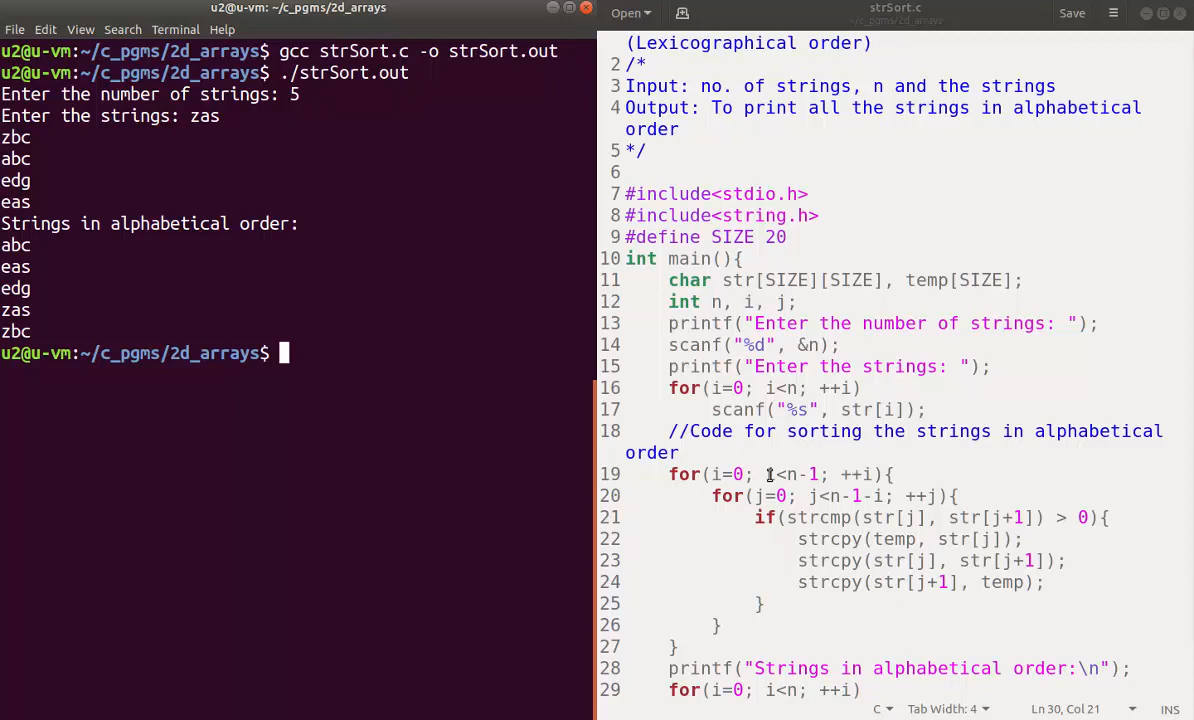 u2@u-vm: ~/c_pgms/2d_arrays
File Edit View Search Terminal Help
u2@u-vm:~/c_pgms/2d_arrays$ gcc strSort.c -o strSort.out
u2@u-vm:~/c_pgms/2d_arrays$ ./strSort.out
Enter the number of strings: 5
Enter the strings: zas
zbc
abc
edg
eas
Strings in alphabetical order:
abc
eas
edg
zas
zbc
u2@u-vm:~/c_pgms/2d_arrays$
Open
strSort.c
~/c_pgms/2d_arrays
Save
(Lexicographical order)
2 /*
3 Input: no. of strings, n and the strings
4 Output: To print all the strings in alphabetical
order
5 */
6
7 #include<stdio.h>
8 #include<string.h>
9 #define SIZE 20
10 int main(){
11     char str[SIZE][SIZE], temp[SIZE];
12     int n, i, j;
13     printf("Enter the number of strings: ");
14     scanf("%d", &n);
15     printf("Enter the strings: ");
16     for(i=0; i<n; ++i)
17         scanf("%s", str[i]);
18     //Code for sorting the strings in alphabetical
order
19     for(i=0; i<n-1; ++i){
20         for(j=0; j<n-1-i; ++j){
21             if(strcmp(str[j], str[j+1]) > 0){
22                 strcpy(temp, str[j]);
23                 strcpy(str[j], str[j+1]);
24                 strcpy(str[j+1], temp);
25             }
26         }
27     }
28     printf("Strings in alphabetical order:\n");
29     for(i=0; i<n; ++i)
C Tab Width: 4 Ln 30, Col 21 INS